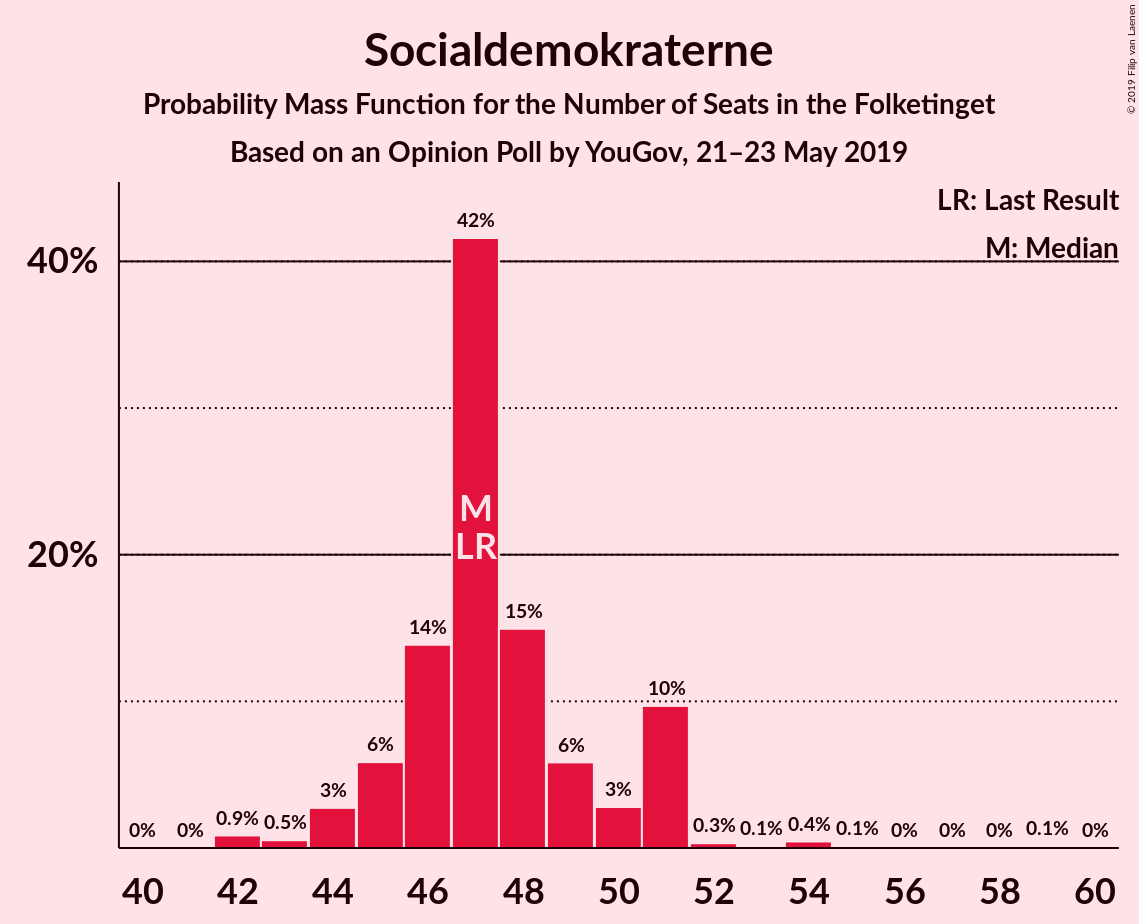 Socialdemokraterne
Probability Mass Function for the Number of Seats in the Folketinget
Based on an Opinion Poll by YouGov, 21–23 May 2019
© 2019 Filip van Laenen
LR: Last Result
M: Median
40%
20%
0% 0% 0.9% 0.5% 3% 6% 14% 42% 15% 6% 3% 10% 0.3% 0.1% 0.4% 0.1% 0% 0% 0% 0.1% 0%
M
LR
40 42 44 46 48 50 52 54 56 58 60